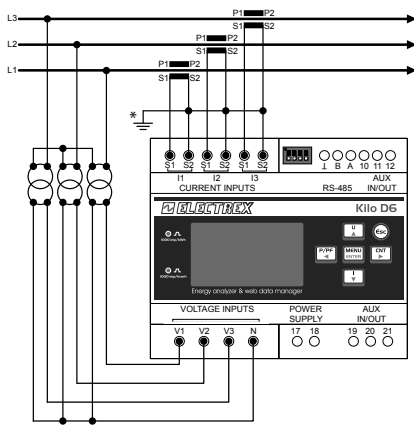 L3
P1 P2
S1 S2
L2
P1 P2
S1 S2
L1
P1 P2
S1 S2
*
S1 S2 S1 S2 S1 S2
⊥ B A 10 11 12
I1 I2 I3
CURRENT INPUTS
RS-485
AUX
IN/OUT
ELECTREX
Kilo D6
U
Esc
P/PF
MENU
ENTER
CNT
I
Energy analyzer & web data manager
VOLTAGE INPUTS
POWER
SUPPLY
AUX
IN/OUT
V1 V2 V3 N
17 18
19 20 21